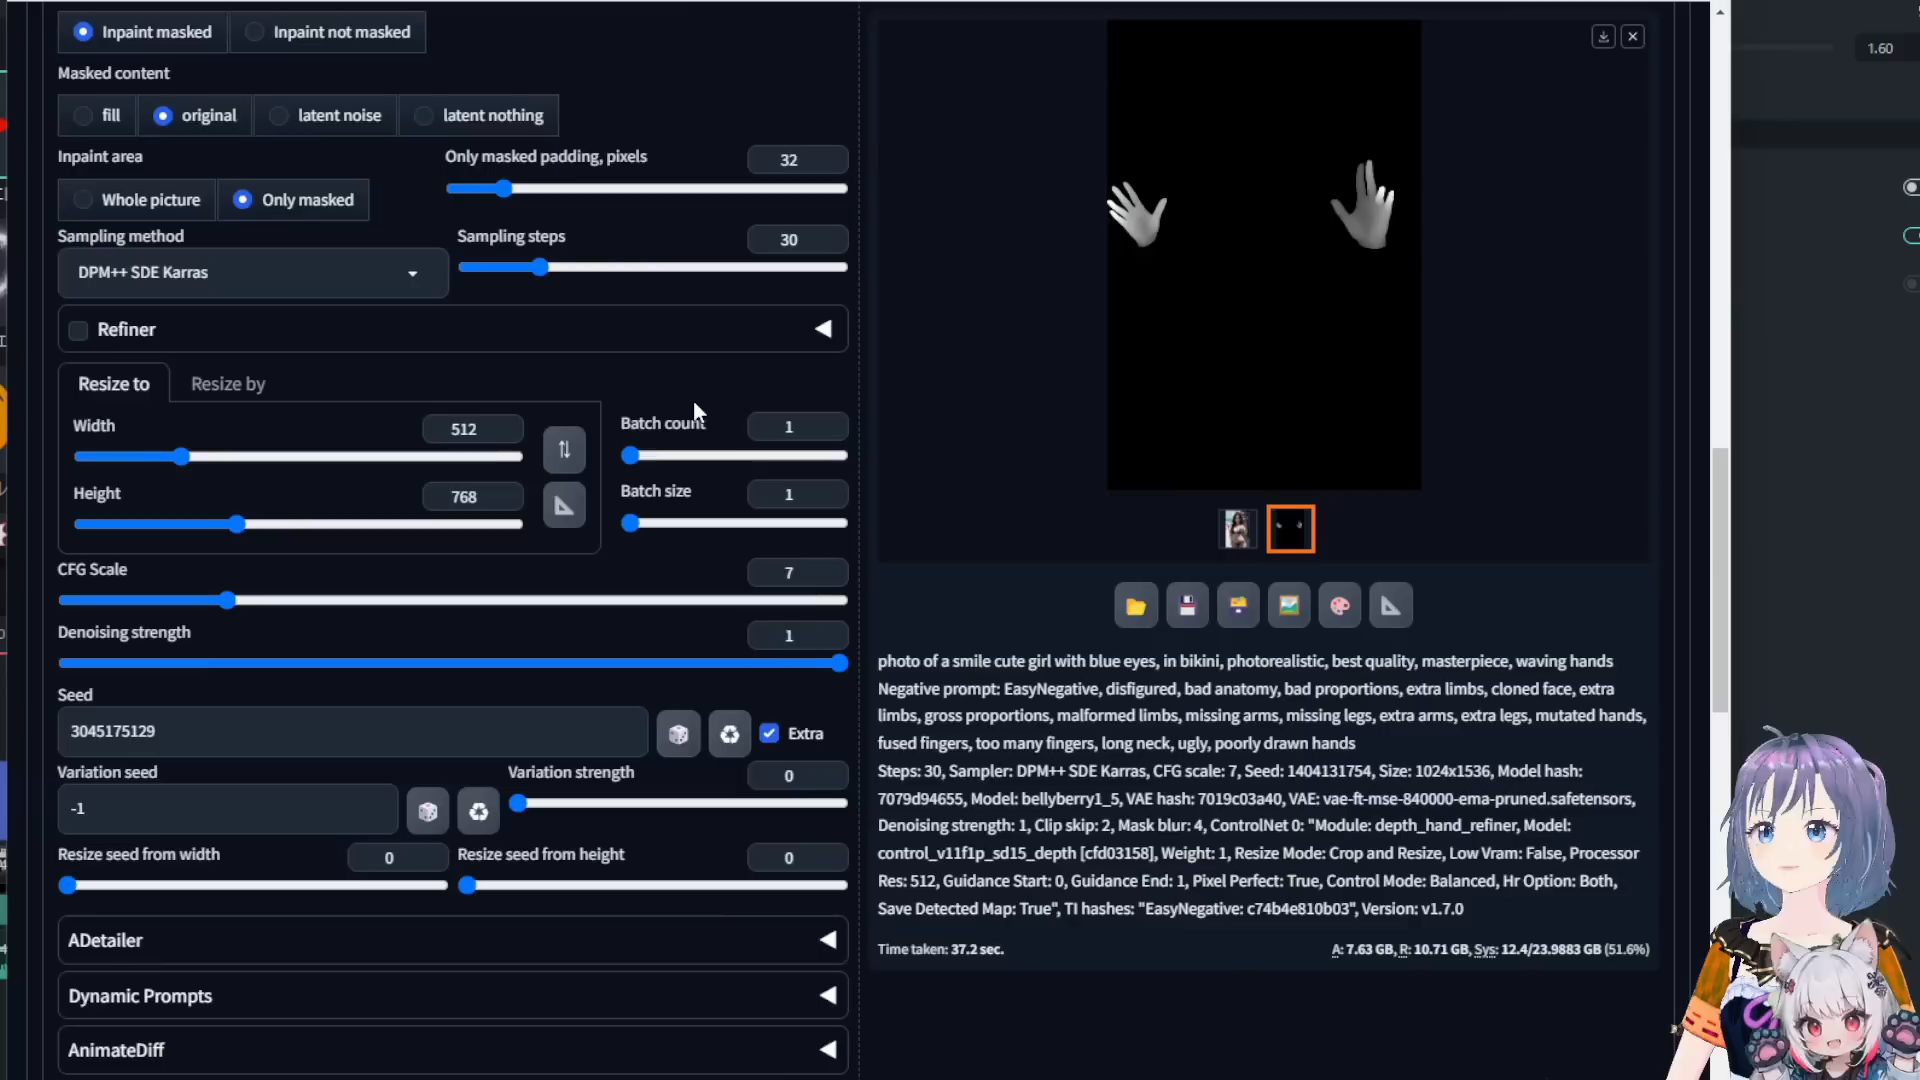 Inpaint masked
Inpaint not masked
1.60
Masked content
fill
original
latent noise
latent nothing
Inpaint area
Only masked padding, pixels
32
Whole picture
Only masked
Sampling method
Sampling steps
30
DPM++ SDE Karras
Refiner
Resize to
Resize by
Width
512
Batch count
1
Height
768
Batch size
1
CFG Scale
7
Denoising strength
1
photo of a smile cute girl with blue eyes, in bikini, photorealistic, best quality, masterpiece, waving hands
Negative prompt: EasyNegative, disfigured, bad anatomy, bad proportions, extra limbs, cloned face, extra
limbs, gross proportions, malformed limbs, missing arms, missing legs, extra arms, extra legs, mutated hands,
fused fingers, too many fingers, long neck, ugly, poorly drawn hands
Steps: 30, Sampler: DPM++ SDE Karras, CFG scale: 7, Seed: 1404131754, Size: 1024x1536, Model hash:
7079d94655, Model: bellyberry1_5, VAE hash: 7019c03a40, VAE: vae-ft-mse-840000-ema-pruned.safetensors,
Denoising strength: 1, Clip skip: 2, Mask blur: 4, ControlNet 0: "Module: depth_hand_refiner, Model:
control_v11f1p_sd15_depth [cfd03158], Weight: 1, Resize Mode: Crop and Resize, Low Vram: False, Processor
Res: 512, Guidance Start: 0, Guidance End: 1, Pixel Perfect: True, Control Mode: Balanced, Hr Option: Both,
Save Detected Map: True", TI hashes: "EasyNegative: c74b4e810b03", Version: v1.7.0
Time taken: 37.2 sec.
A: 7.63 GB, R: 10.71 GB, Sys: 12.4/23.9883 GB (51.6%)
Seed
3045175129
Extra
Variation seed
Variation strength
0
-1
Resize seed from width
0
Resize seed from height
0
ADetailer
Dynamic Prompts
AnimateDiff